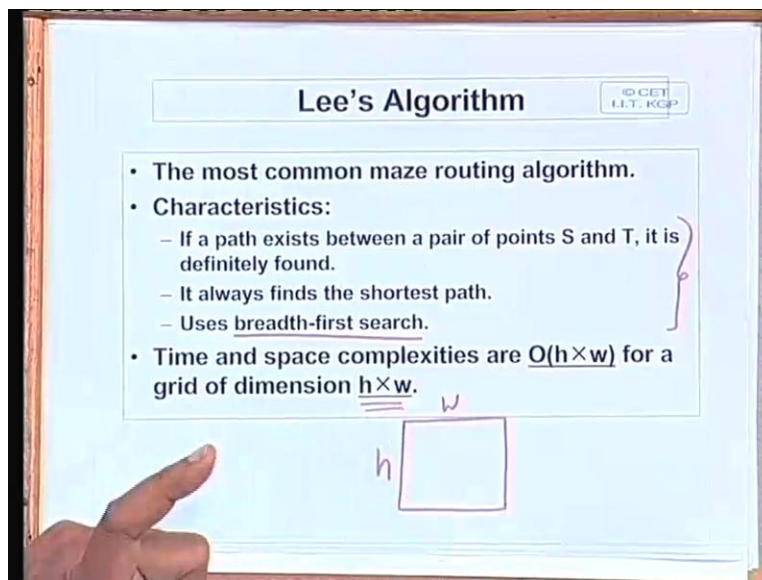 Lee's Algorithm
© CET
I.I.T. KGP
• The most common maze routing algorithm.
• Characteristics:
– If a path exists between a pair of points S and T, it is
definitely found.
– It always finds the shortest path.
– Uses breadth-first search.
• Time and space complexities are O(h×w) for a
grid of dimension h×w.
w
h